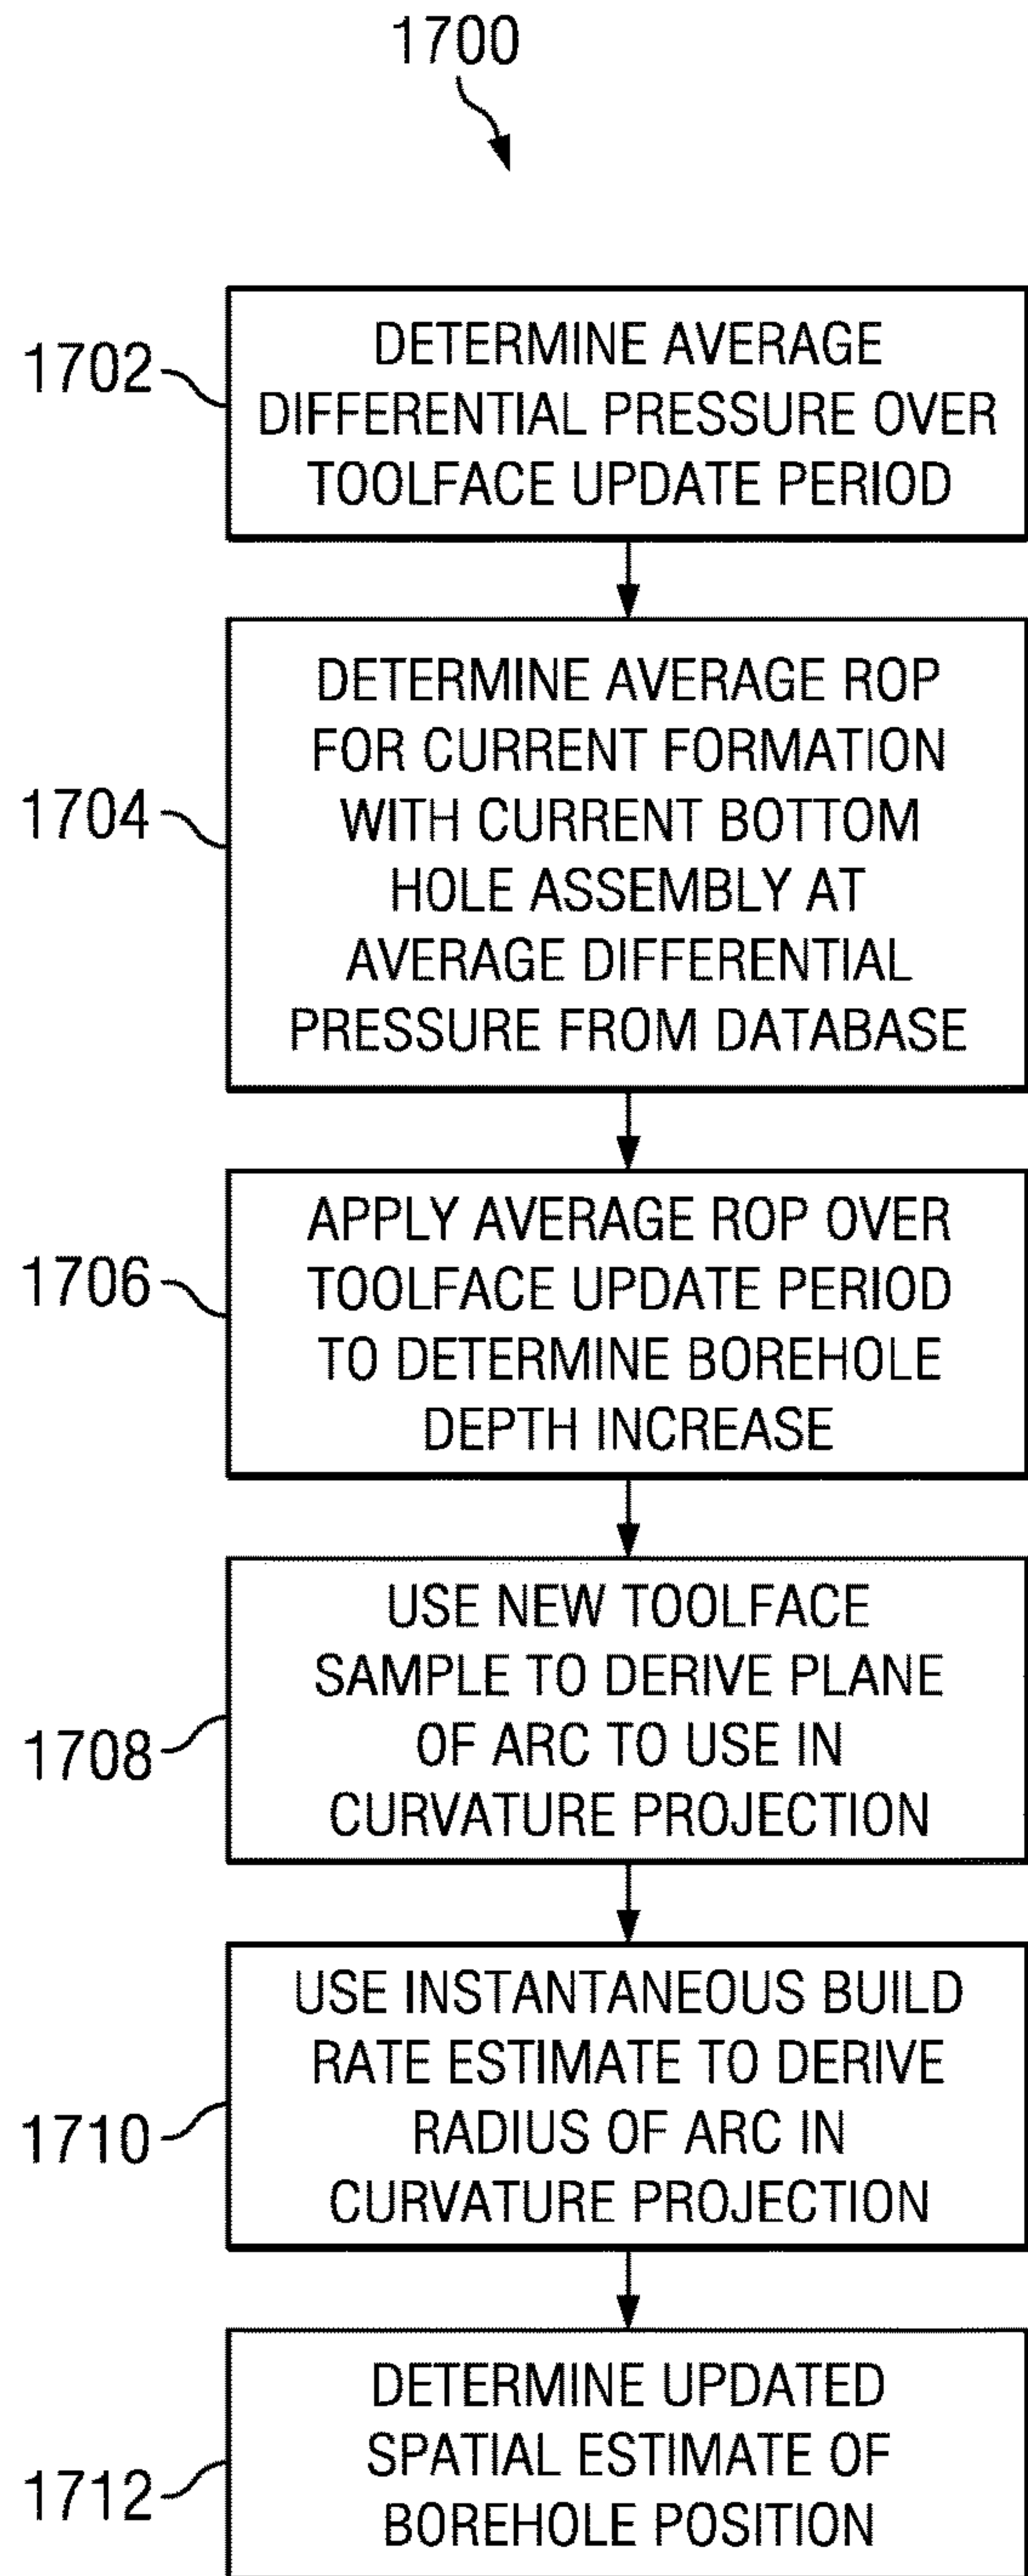 1700
1702
DETERMINE AVERAGE
DIFFERENTIAL PRESSURE OVER
TOOLFACE UPDATE PERIOD
1704
DETERMINE AVERAGE ROP
FOR CURRENT FORMATION
WITH CURRENT BOTTOM
HOLE ASSEMBLY AT
AVERAGE DIFFERENTIAL
PRESSURE FROM DATABASE
1706
APPLY AVERAGE ROP OVER
TOOLFACE UPDATE PERIOD
TO DETERMINE BOREHOLE
DEPTH INCREASE
1708
USE NEW TOOLFACE
SAMPLE TO DERIVE PLANE
OF ARC TO USE IN
CURVATURE PROJECTION
1710
USE INSTANTANEOUS BUILD
RATE ESTIMATE TO DERIVE
RADIUS OF ARC IN
CURVATURE PROJECTION
1712
DETERMINE UPDATED
SPATIAL ESTIMATE OF
BOREHOLE POSITION